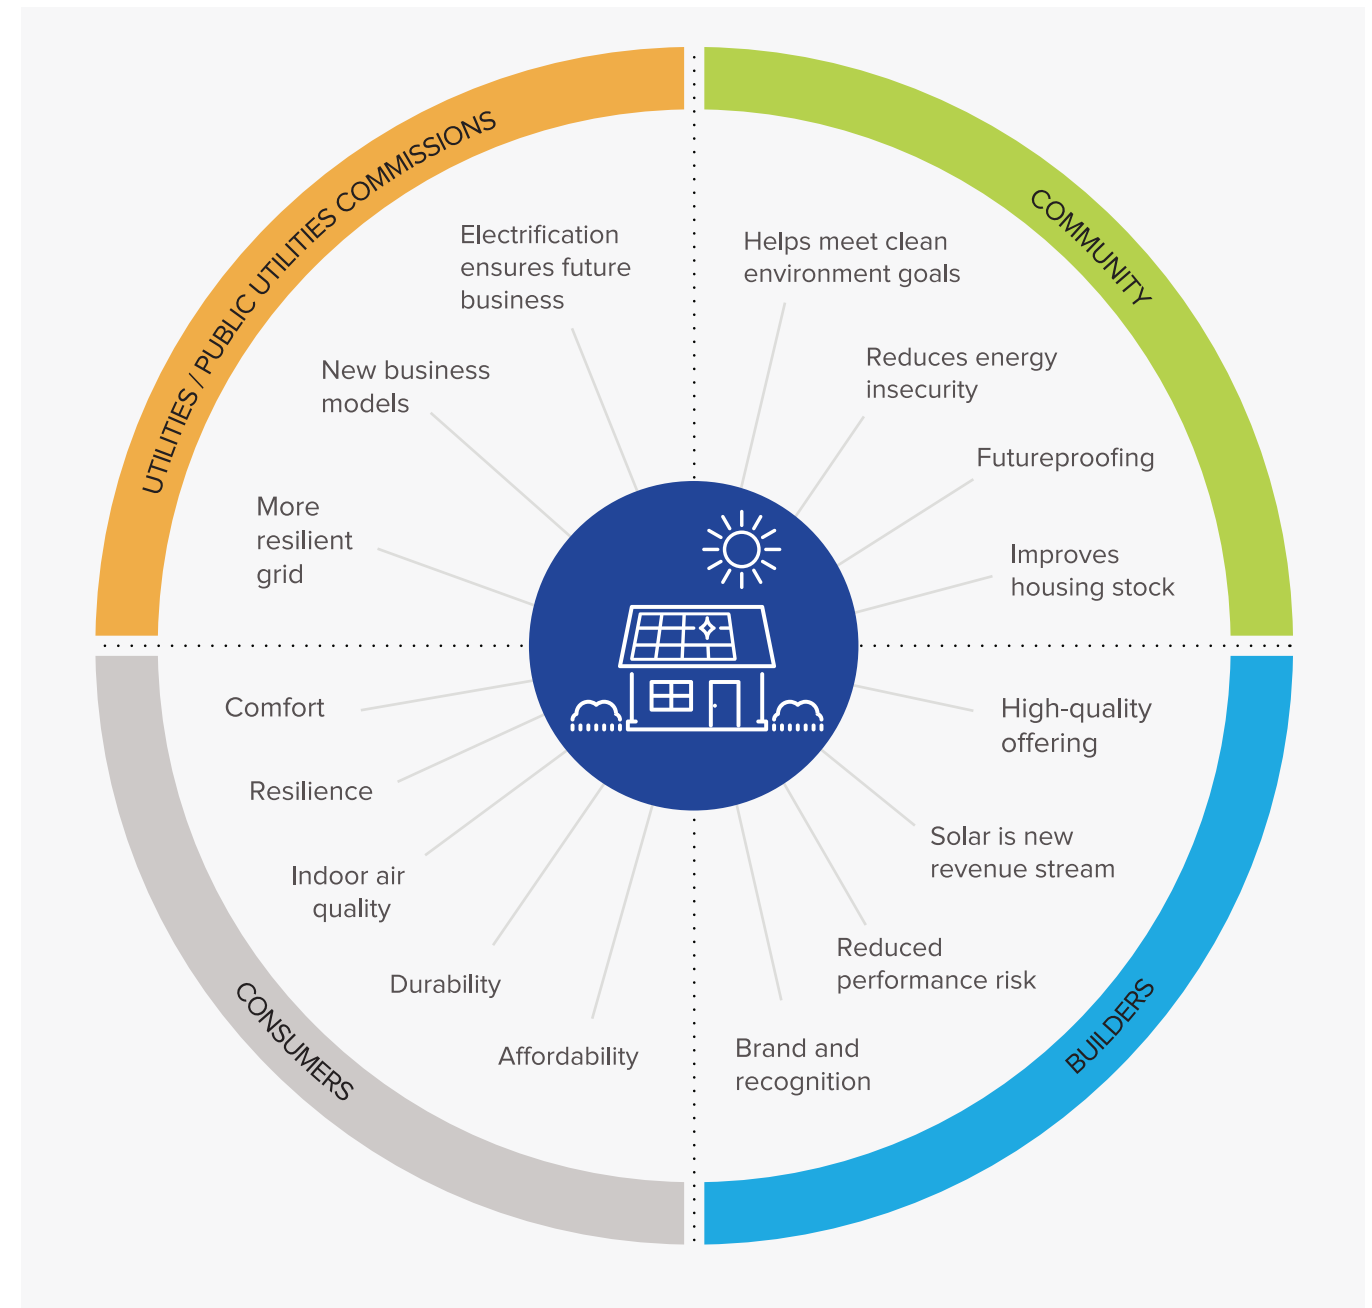 UTILITIES / PUBLIC UTILITIES COMMISSIONS
Electrification
ensures future
business
New business
models
More
resilient
grid
COMMUNITY
Helps meet clean
environment goals
Reduces energy
insecurity
Futureproofing
Improves
housing stock
CONSUMERS
Comfort
Resilience
Indoor air
quality
Durability
Affordability
BUILDERS
High-quality
offering
Solar is new
revenue stream
Reduced
performance risk
Brand and
recognition